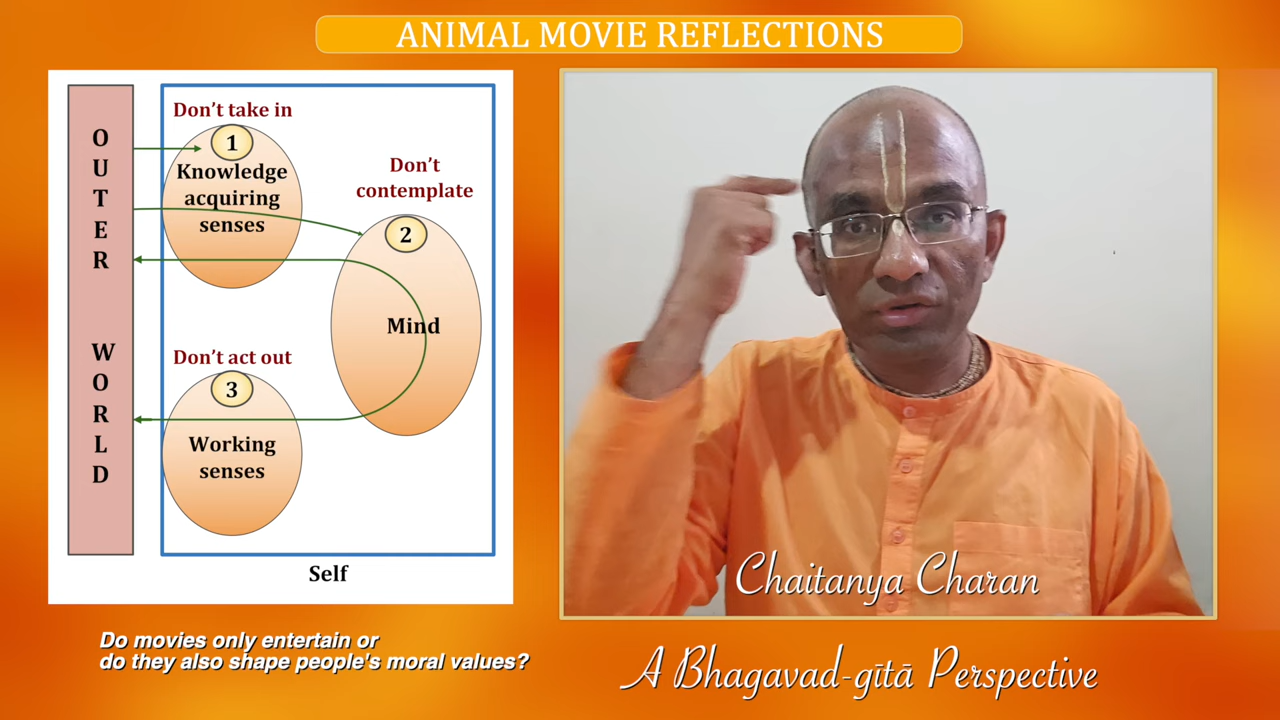 ANIMAL MOVIE REFLECTIONS
OUTER
WORLD
Don't take in
1
Knowledge
acquiring
senses
Don't
contemplate
2
Mind
Don't act out
3
Working
senses
Self
Do movies only entertain or
do they also shape people's moral values?
Chaitanya Charan
A Bhagavad-gītā Perspective